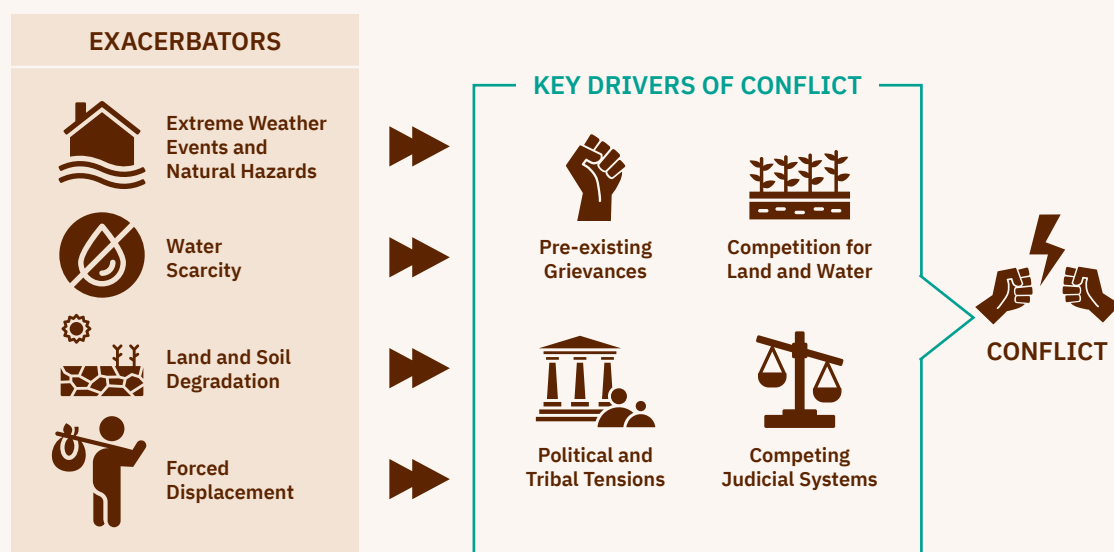 EXACERBATORS
Extreme Weather
Events and
Natural Hazards
Water
Scarcity
Land and Soil
Degradation
Forced
Displacement
KEY DRIVERS OF CONFLICT
Pre-existing
Grievances
Competition for
Land and Water
Political and
Tribal Tensions
Competing
Judicial Systems
CONFLICT